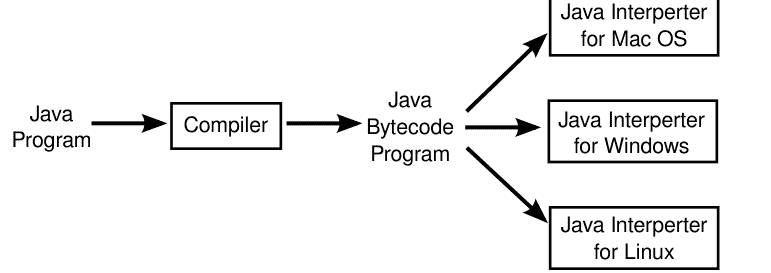 Java Interperter
for Mac OS
Java
Program
Compiler
Java
Bytecode
Program
Java Interperter
for Windows
Java Interperter
for Linux